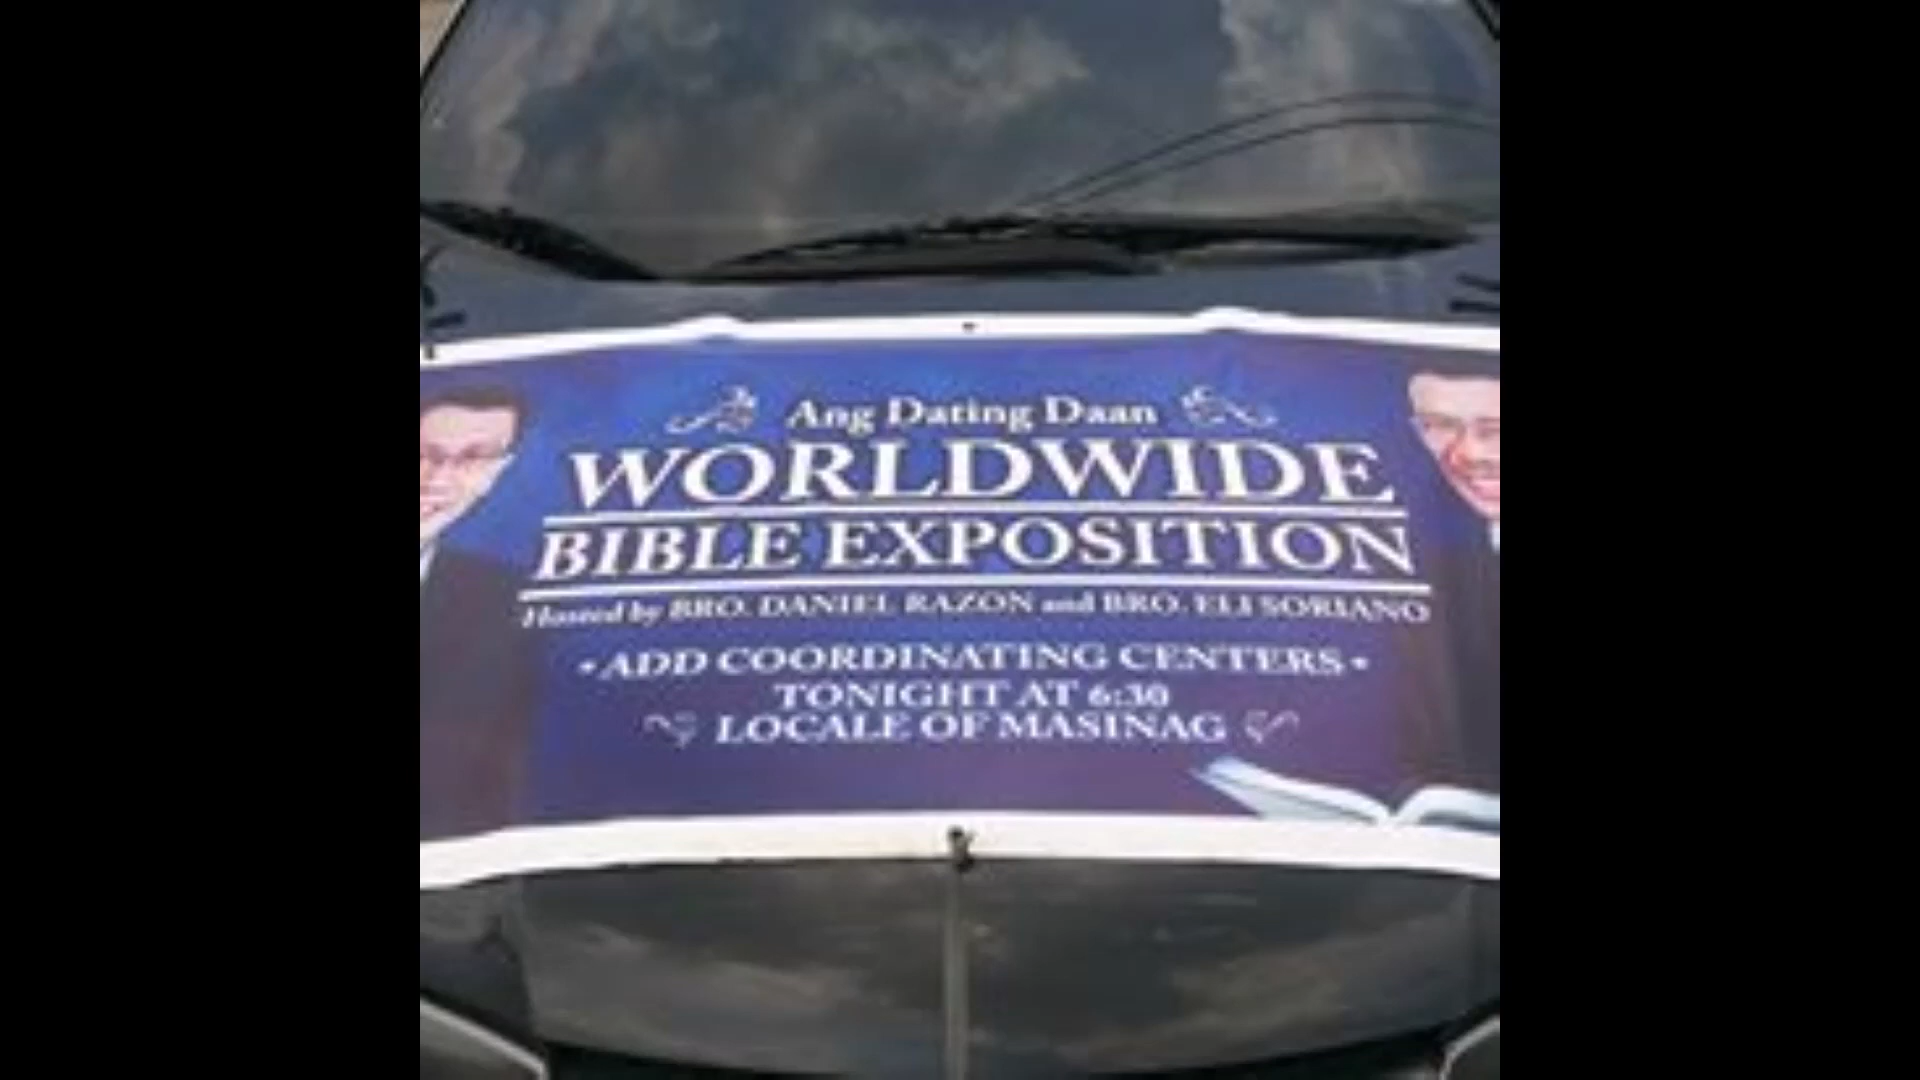 Ang Dating Daan
WORLDWIDE
BIBLE EXPOSITION
Hosted by BRO. DANIEL RAZON and BRO. ELI SORIANO
• ADD COORDINATING CENTERS •
TONIGHT AT 6:30
LOCALE OF MASINAG